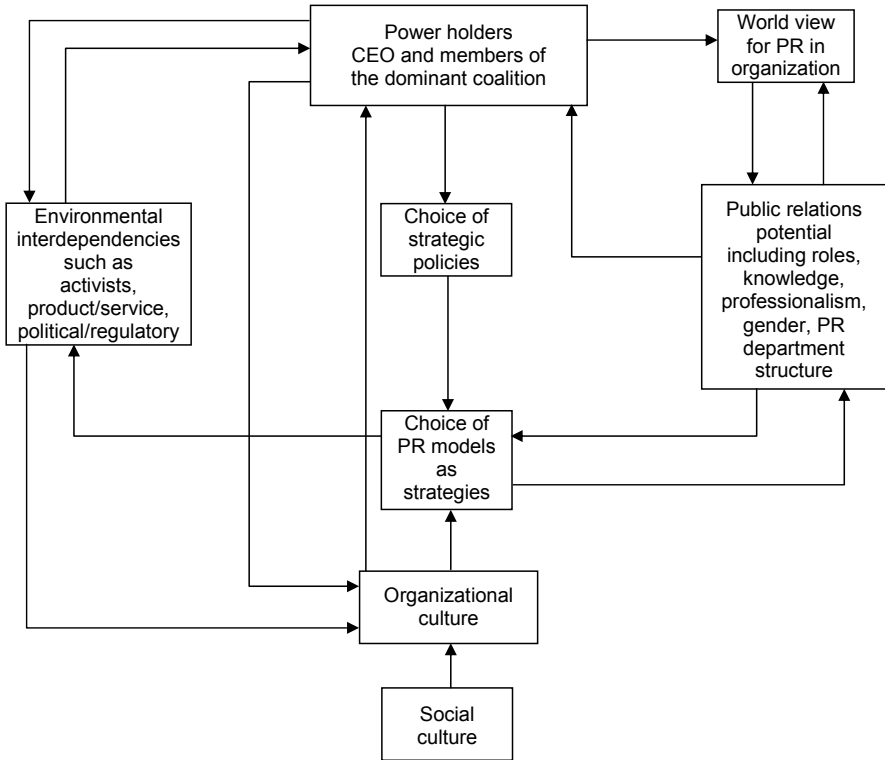 Power holders
CEO and members of
the dominant coalition
World view
for PR in
organization
Environmental
interdependencies
such as
activists,
product/service,
political/regulatory
Choice of
strategic
policies
Public relations
potential
including roles,
knowledge,
professionalism,
gender, PR
department
structure
Choice of
PR models
as
strategies
Organizational
culture
Social
culture